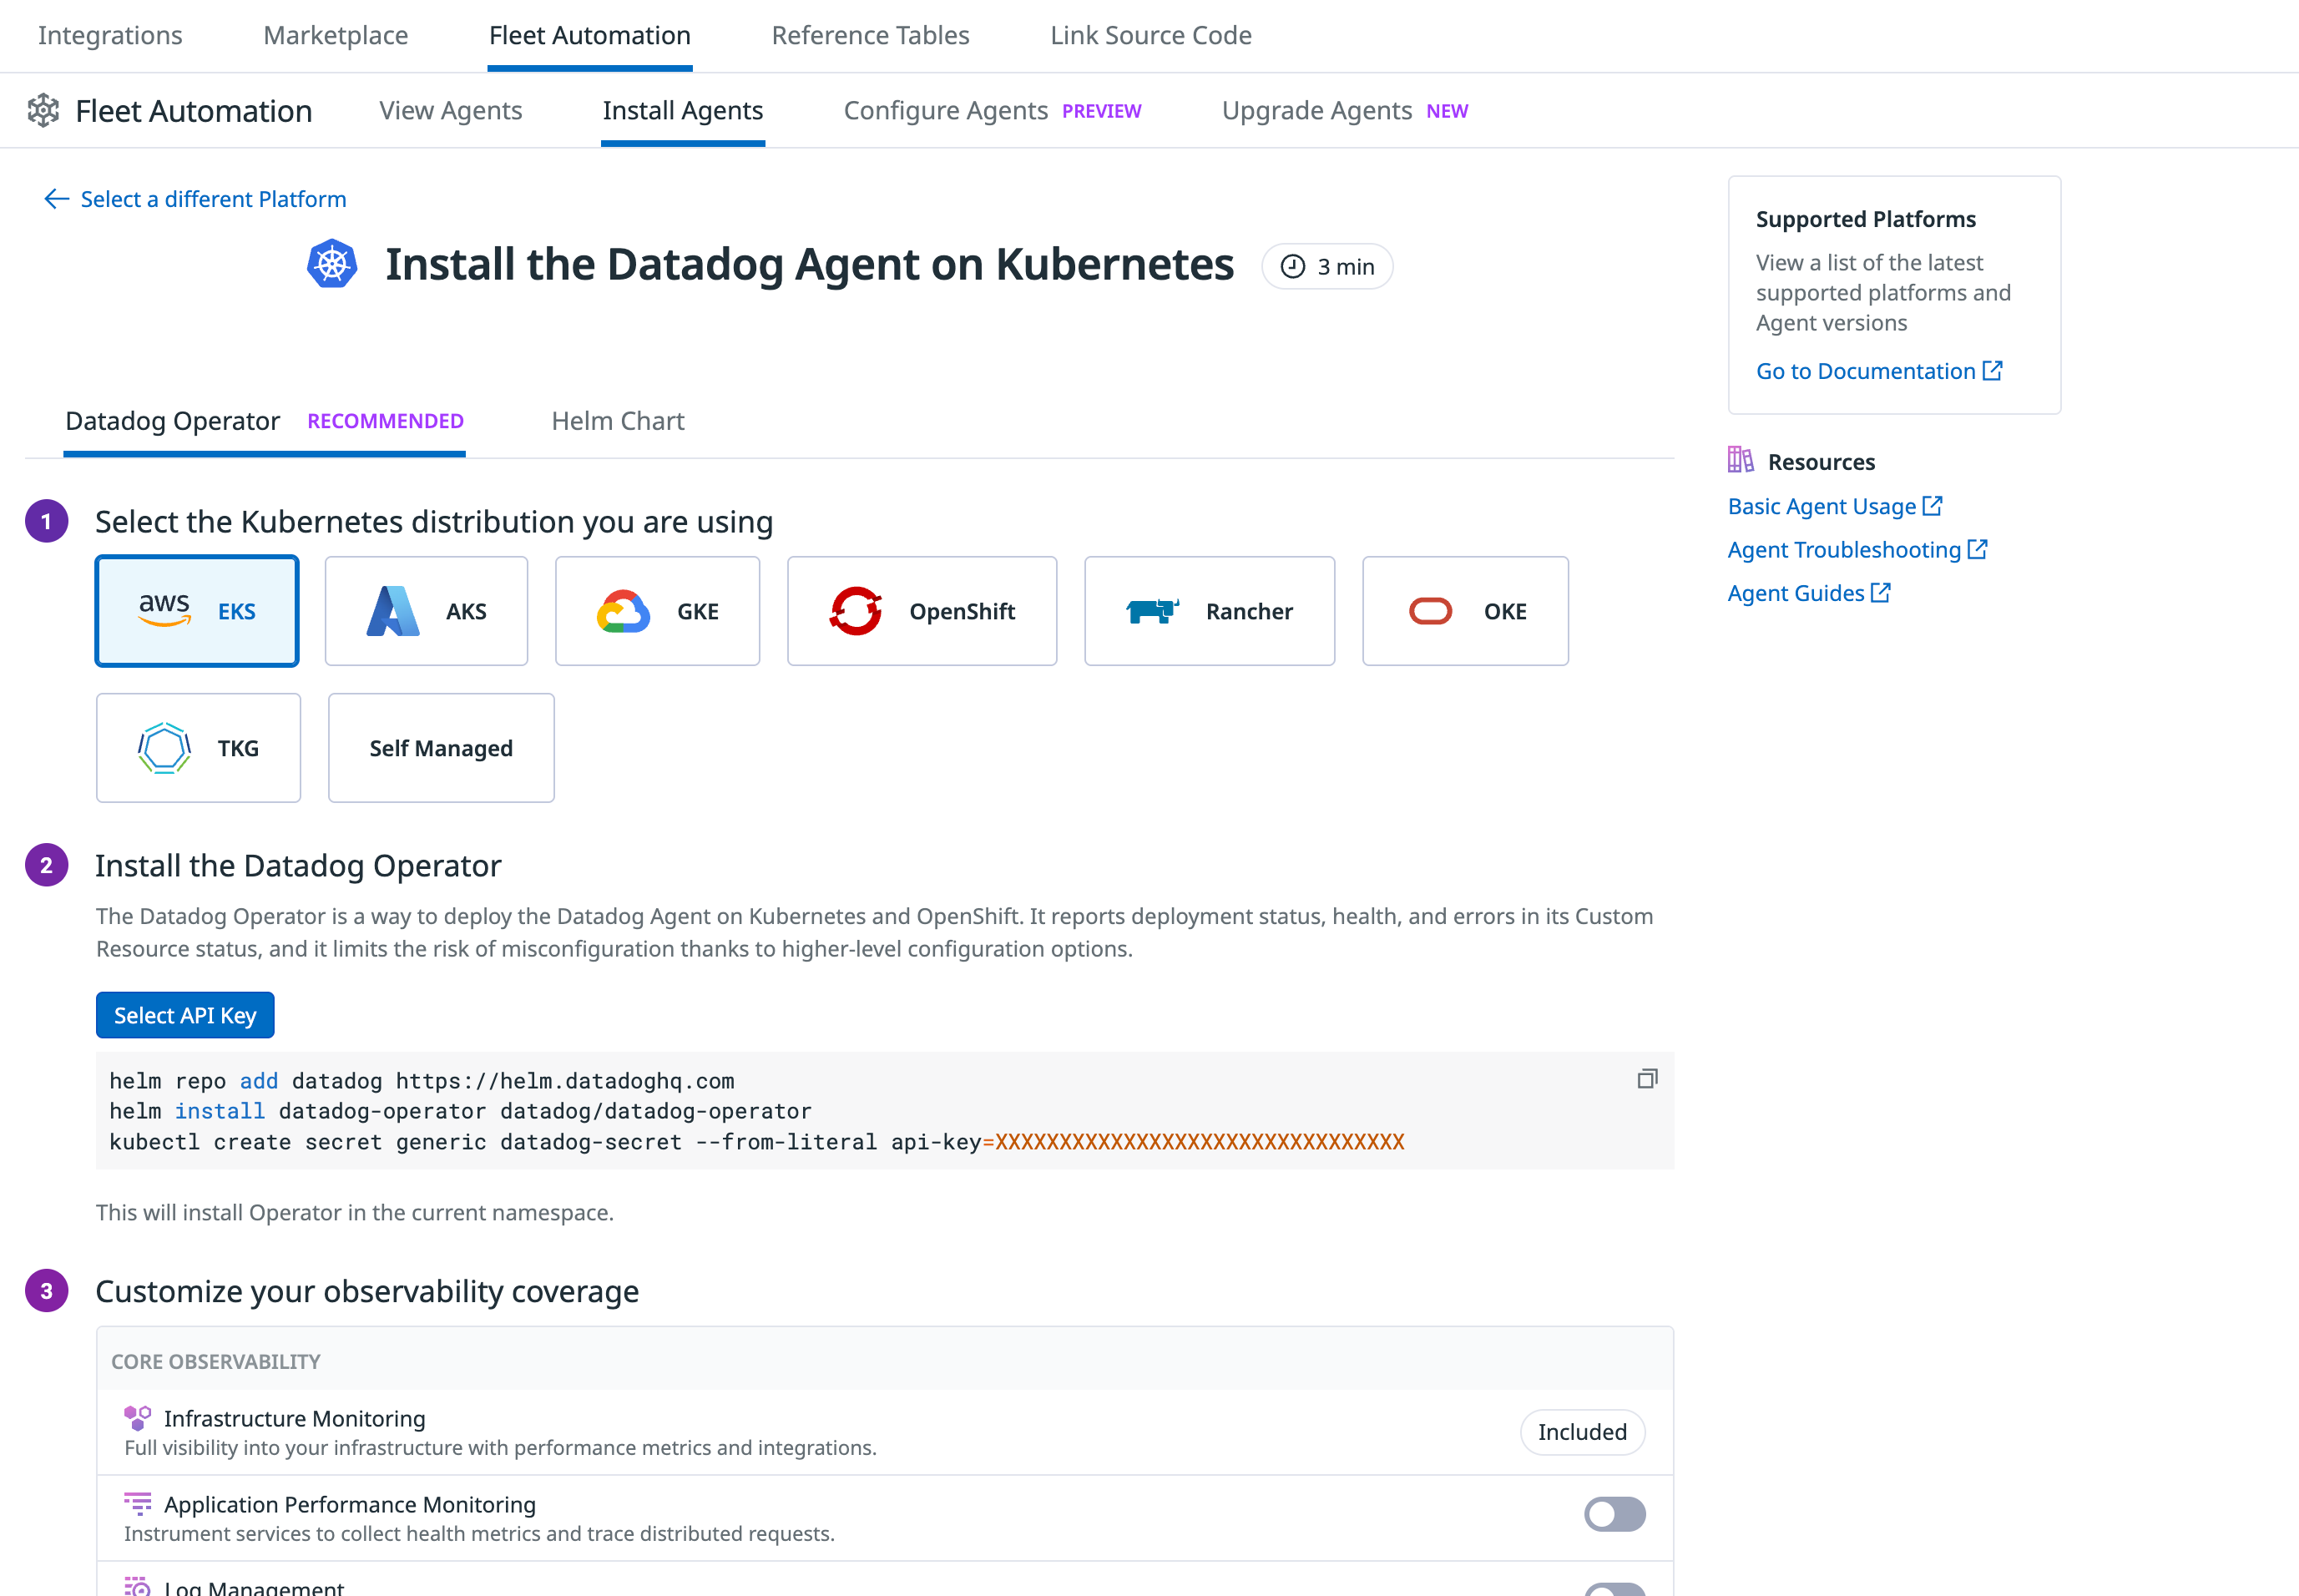 Integrations Marketplace Fleet Automation Reference Tables Link Source Code
Fleet Automation View Agents Install Agents Configure Agents PREVIEW Upgrade Agents NEW
Select a different Platform
Install the Datadog Agent on Kubernetes 3 min
Datadog Operator RECOMMENDED Helm Chart
1 Select the Kubernetes distribution you are using
aws EKS AKS GKE OpenShift Rancher OKE
TKG Self Managed
2 Install the Datadog Operator
The Datadog Operator is a way to deploy the Datadog Agent on Kubernetes and OpenShift. It reports deployment status, health, and errors in its Custom
Resource status, and it limits the risk of misconfiguration thanks to higher-level configuration options.
Select API Key
helm repo add datadog https://helm.datadoghq.com
helm install datadog-operator datadog/datadog-operator
kubectl create secret generic datadog-secret --from-literal api-key=XXXXXXXXXXXXXXXXXXXXXXXXXXXXXXXX
This will install Operator in the current namespace.
3 Customize your observability coverage
CORE OBSERVABILITY
Infrastructure Monitoring
Full visibility into your infrastructure with performance metrics and integrations.
Included
Application Performance Monitoring
Instrument services to collect health metrics and trace distributed requests.
Log Management
Supported Platforms
View a list of the latest
supported platforms and
Agent versions
Go to Documentation
Resources
Basic Agent Usage
Agent Troubleshooting
Agent Guides